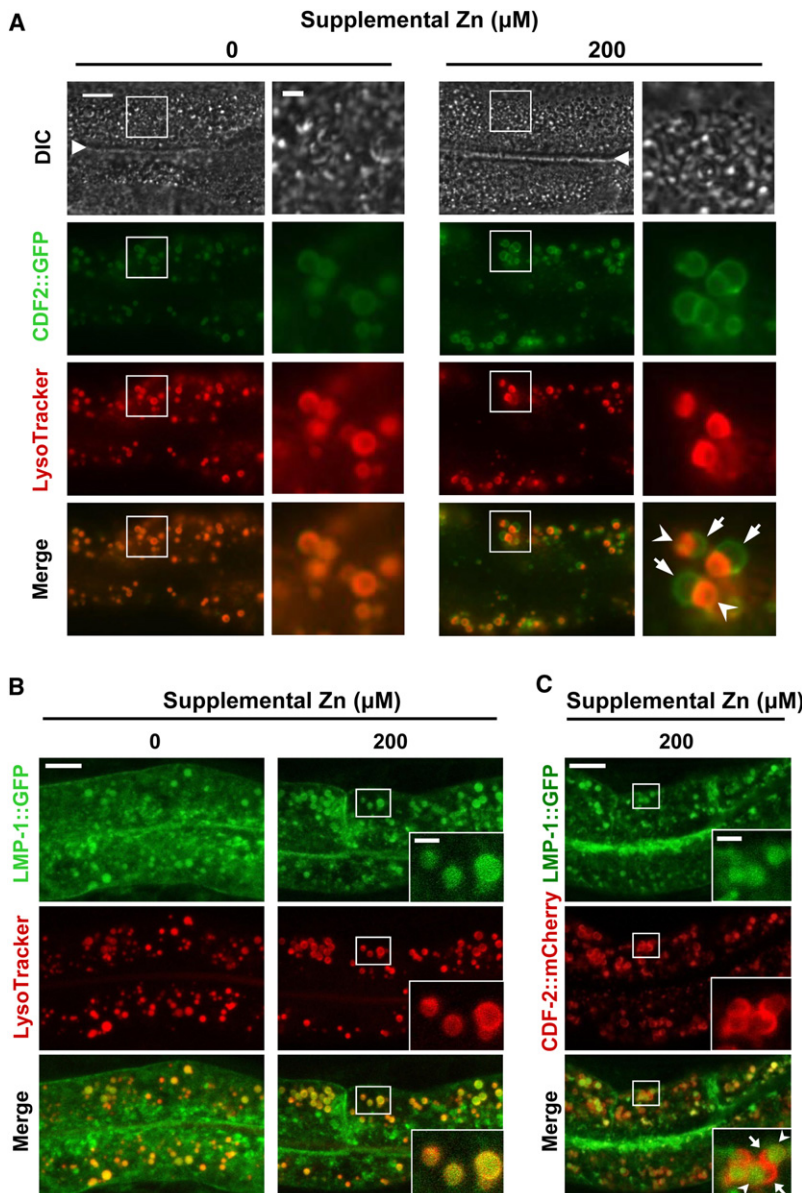 A
Supplemental Zn (µM)
0
200
DIC
CDF2::GFP
LysoTracker
Merge
B
Supplemental Zn (µM)
0
200
LMP-1::GFP
LysoTracker
Merge
C
Supplemental Zn (µM)
200
LMP-1::GFP
CDF-2::mCherry
Merge